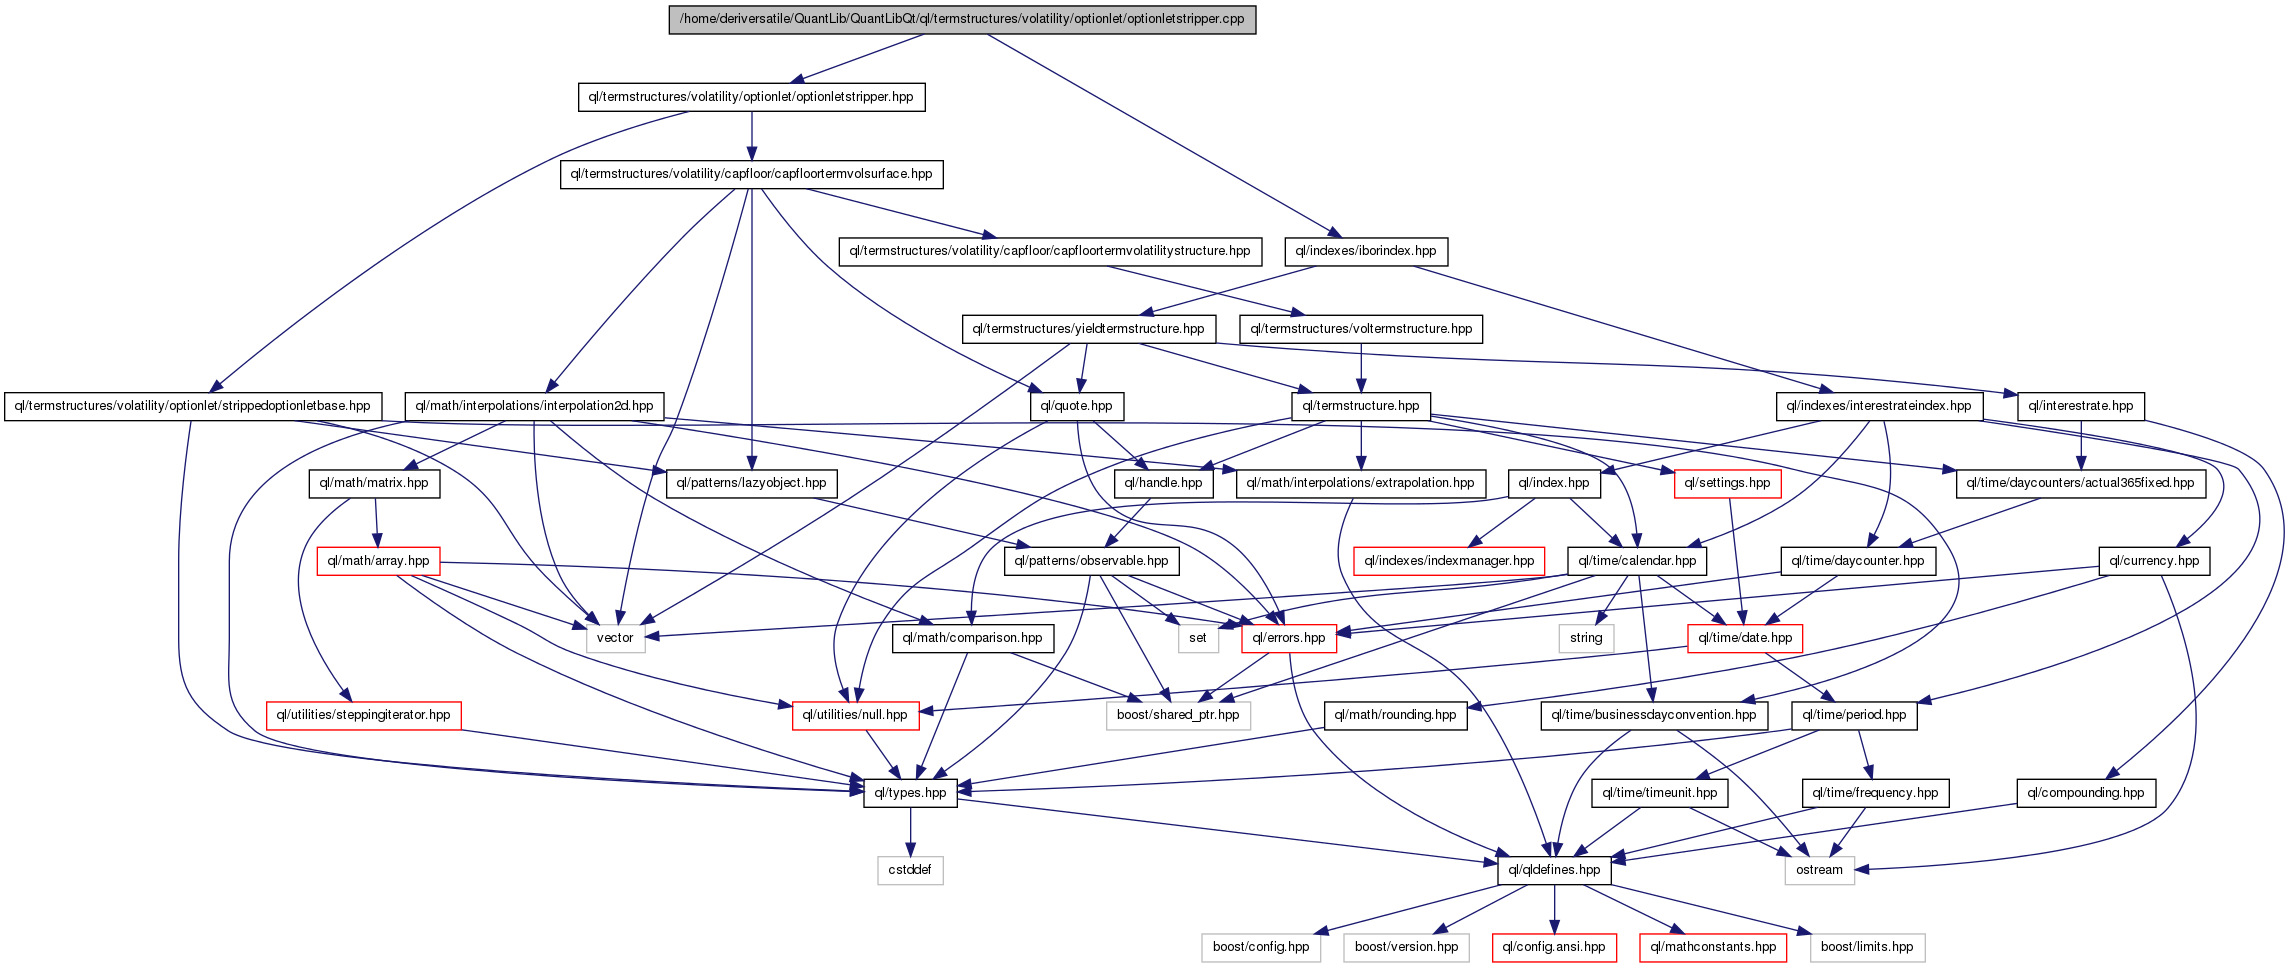 /home/deriversatile/QuantLib/QuantLibQt/ql/termstructures/volatility/optionlet/optionletstripper.cpp
ql/termstructures/volatility/optionlet/optionletstripper.hpp
ql/termstructures/volatility/capfloor/capfloortermvolsurface.hpp
ql/termstructures/volatility/capfloor/capfloortermvolatilitystructure.hpp
ql/indexes/iborindex.hpp
ql/termstructures/yieldtermstructure.hpp
ql/termstructures/voltermstructure.hpp
ql/termstructures/volatility/optionlet/strippedoptionletbase.hpp
ql/math/interpolations/interpolation2d.hpp
ql/quote.hpp
ql/termstructure.hpp
ql/indexes/interestrateindex.hpp
ql/interestrate.hpp
ql/math/matrix.hpp
ql/patterns/lazyobject.hpp
ql/handle.hpp
ql/math/interpolations/extrapolation.hpp
ql/index.hpp
ql/settings.hpp
ql/time/daycounters/actual365fixed.hpp
ql/math/array.hpp
ql/patterns/observable.hpp
ql/indexes/indexmanager.hpp
ql/time/calendar.hpp
ql/time/daycounter.hpp
ql/currency.hpp
vector
ql/math/comparison.hpp
set
ql/errors.hpp
string
ql/time/date.hpp
ql/utilities/steppingiterator.hpp
ql/utilities/null.hpp
boost/shared_ptr.hpp
ql/math/rounding.hpp
ql/time/businessdayconvention.hpp
ql/time/period.hpp
ql/types.hpp
ql/time/timeunit.hpp
ql/time/frequency.hpp
ql/compounding.hpp
cstddef
ql/qldefines.hpp
ostream
boost/config.hpp
boost/version.hpp
ql/config.ansi.hpp
ql/mathconstants.hpp
boost/limits.hpp